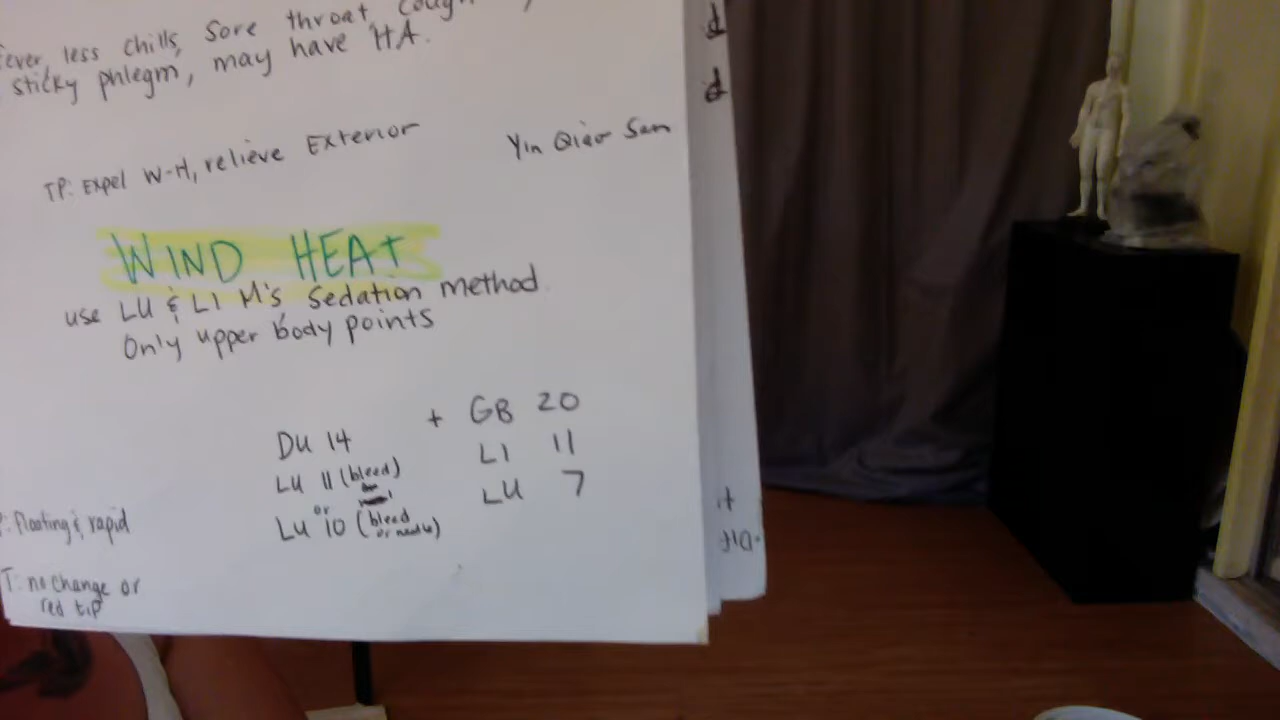 fever, less chills, sore throat, cough
sticky phlegm, may have HA.
TP: Expel W-H, relieve Exterior
Yin Qiao San
WIND HEAT
use LU & LI M's sedation method.
Only upper body points
+ GB 20
Du 14
LI 11
LU 11 (bleed)
LU 7
or
LU 10 (bleed
or needle)
P: floating & rapid
T: no change or
red tip